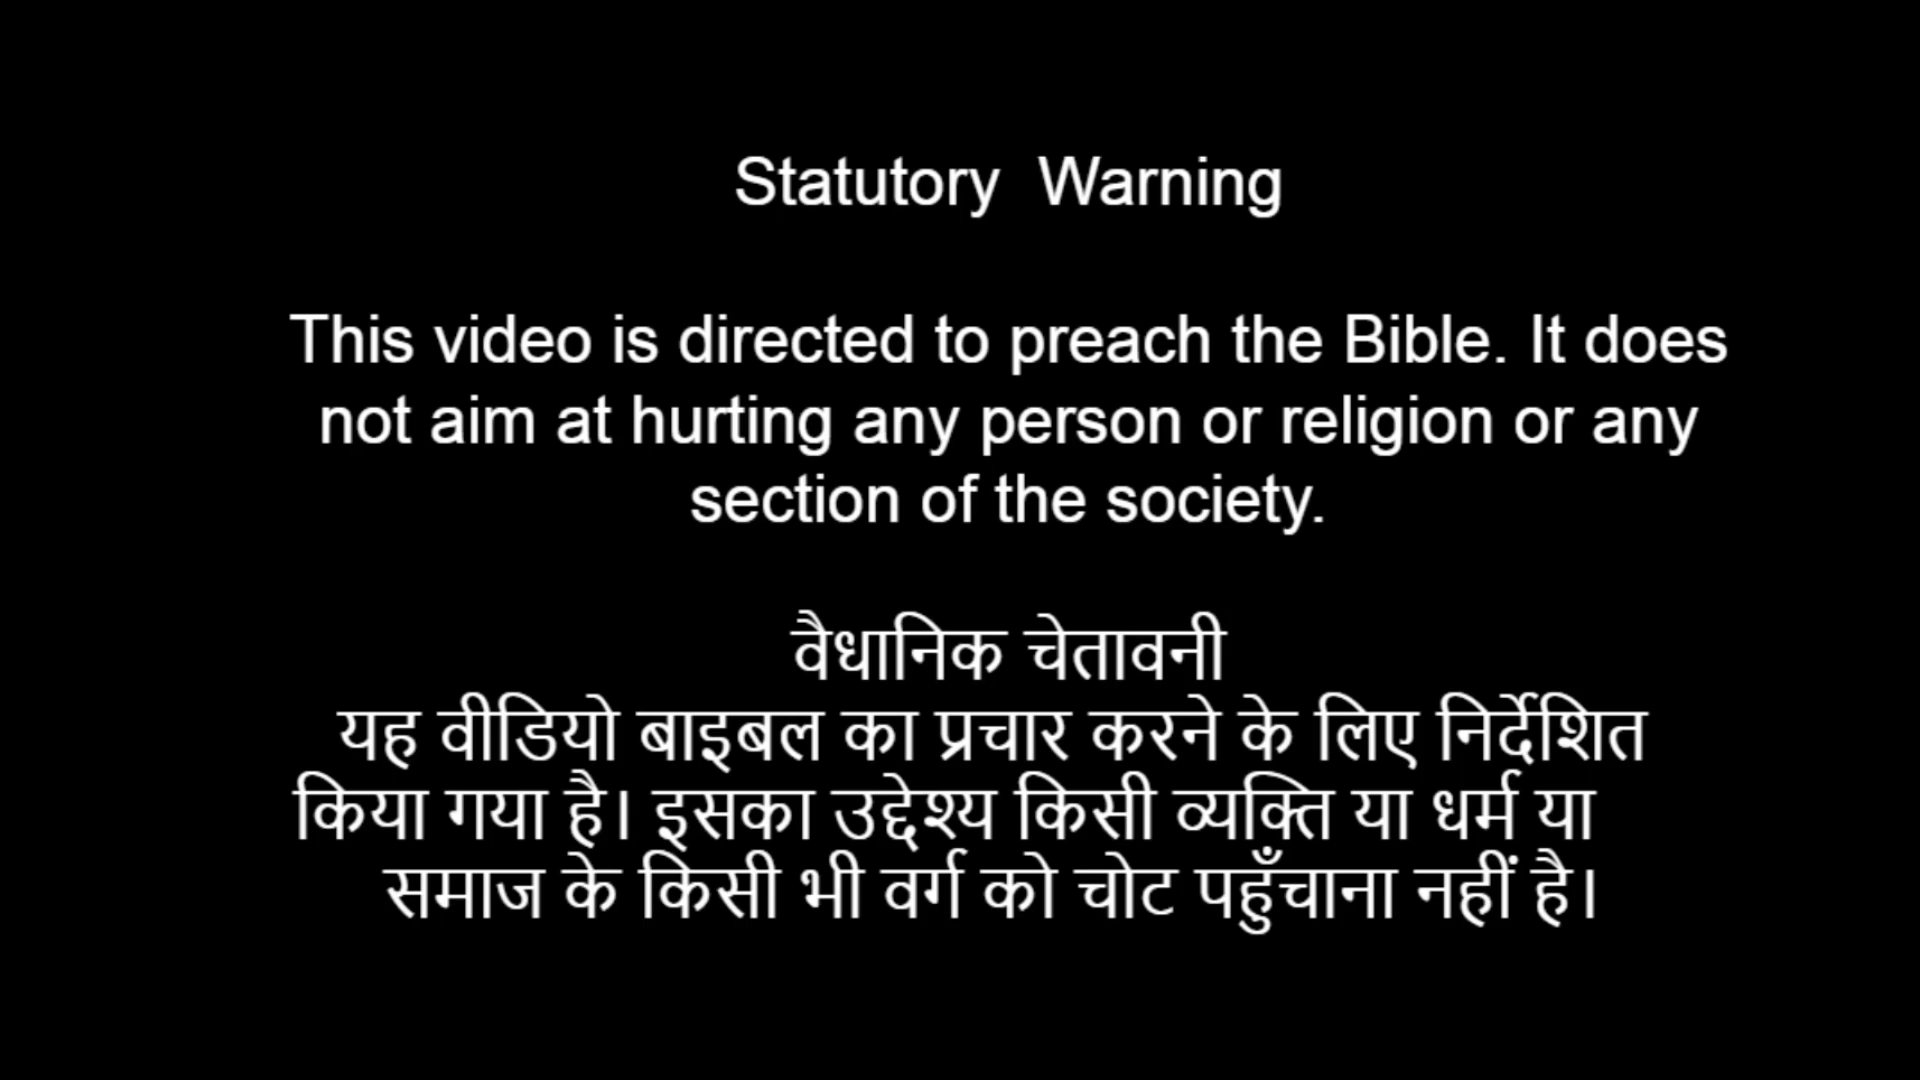 Statutory  Warning
This video is directed to preach the Bible. It does
not aim at hurting any person or religion or any
section of the society.
वैधानिक चेतावनी
यह वीडियो बाइबल का प्रचार करने के लिए निर्देशित
किया गया है। इसका उद्देश्य किसी व्यक्ति या धर्म या
समाज के किसी भी वर्ग को चोट पहुँचाना नहीं है।